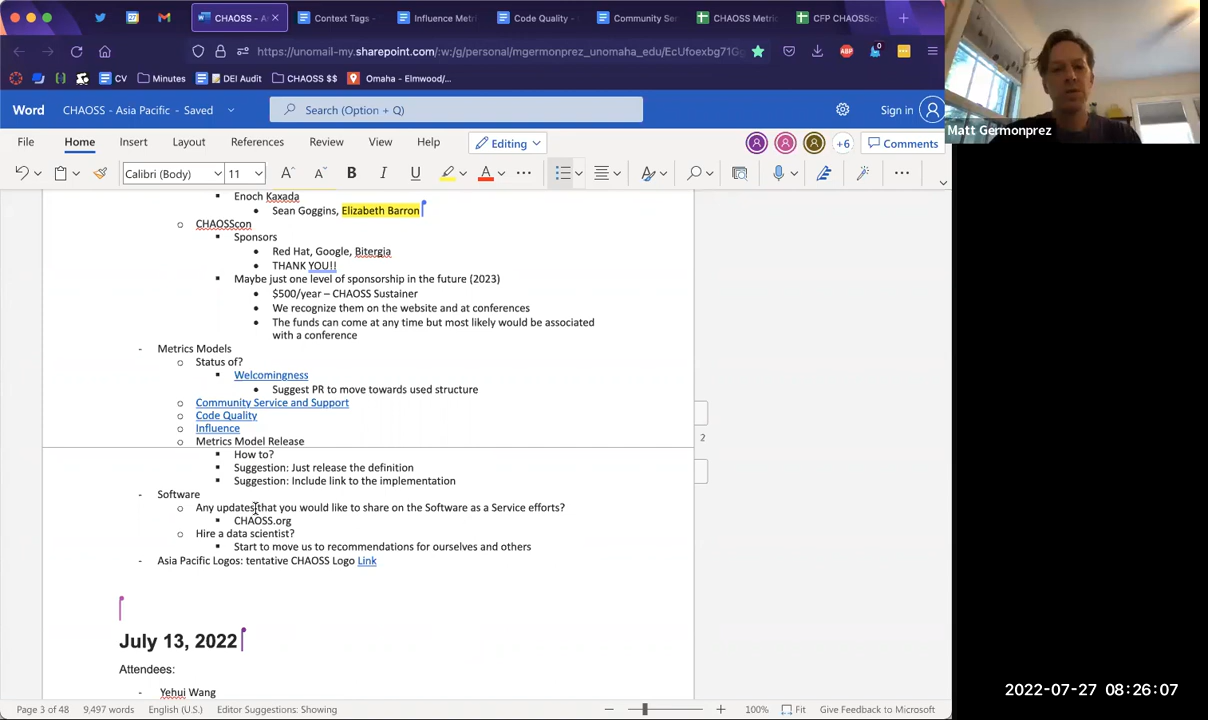 CHAOSS - A
Context Tags -
Influence Metr
Code Quality -
Community Ser
CHAOSS Metric
CFP CHAOSSc
https://unomail-my.sharepoint.com/:w:/g/personal/mgermonprez_unomaha_edu/EcUfoexbg71G
ABP
0
CV
Minutes
DEI Audit
CHAOSS $$
Omaha - Elmwood/...
Word
CHAOSS - Asia Pacific - Saved
Search (Option + Q)
Sign in
Matt Germonprez
File
Home
Insert
Layout
References
Review
View
Help
Editing
+6
Comments
Calibri (Body)
11
B
I
U
A
Enoch Kaxada
Sean Goggins, Elizabeth Barron
CHAOSScon
Sponsors
Red Hat, Google, Bitergia
THANK YOU!!
Maybe just one level of sponsorship in the future (2023)
$500/year – CHAOSS Sustainer
We recognize them on the website and at conferences
The funds can come at any time but most likely would be associated
with a conference
- Metrics Models
Status of?
Welcomingness
Suggest PR to move towards used structure
Community Service and Support
Code Quality
Influence
Metrics Model Release
2
How to?
Suggestion: Just release the definition
Suggestion: Include link to the implementation
- Software
Any updates that you would like to share on the Software as a Service efforts?
CHAOSS.org
Hire a data scientist?
Start to move us to recommendations for ourselves and others
- Asia Pacific Logos: tentative CHAOSS Logo Link
July 13, 2022
Attendees:
- Yehui Wang
2022-07-27 08:26:07
Page 3 of 48
9,497 words
English (U.S.)
Editor Suggestions: Showing
100%
Fit
Give Feedback to Microsoft